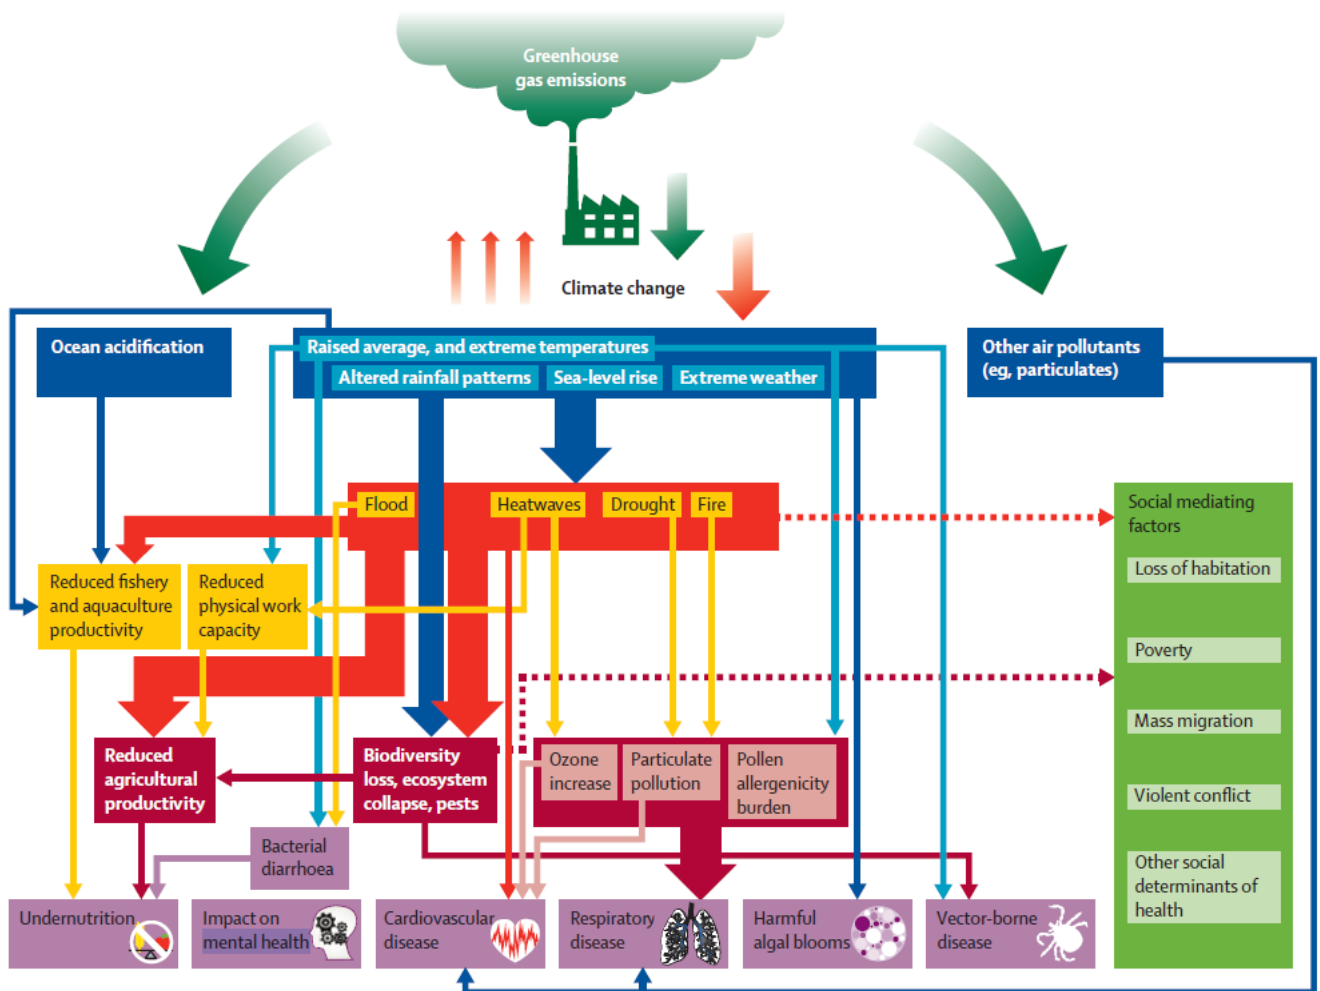 Greenhouse
gas emissions
Climate change
Ocean acidification
Raised average, and extreme temperatures
Altered rainfall patterns
Sea-level rise
Extreme weather
Other air pollutants
(eg, particulates)
Flood
Heatwaves
Drought
Fire
Social mediating
factors
Loss of habitation
Poverty
Mass migration
Violent conflict
Other social
determinants of
health
Reduced fishery
and aquaculture
productivity
Reduced
physical work
capacity
Reduced
agricultural
productivity
Biodiversity
loss, ecosystem
collapse, pests
Ozone
increase
Particulate
pollution
Pollen
allergenicity
burden
Bacterial
diarrhoea
Undernutrition
Impact on
mental health
Cardiovascular
disease
Respiratory
disease
Harmful
algal blooms
Vector-borne
disease